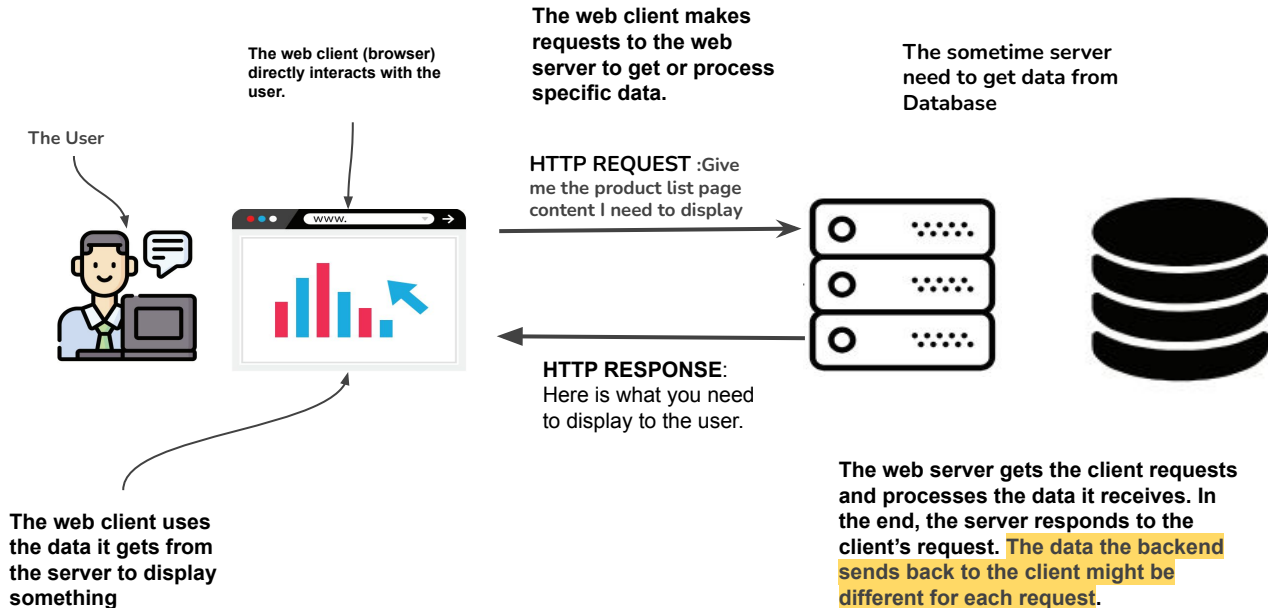 The web client makes
requests to the web
server to get or process
specific data.
The web client (browser)
directly interacts with the
user.
The sometime server
need to get data from
Database
The User
HTTP REQUEST :Give
me the product list page
content I need to display
www.
HTTP RESPONSE:
Here is what you need
to display to the user.
The web client uses
the data it gets from
the server to display
something
The web server gets the client requests
and processes the data it receives. In
the end, the server responds to the
client’s request. The data the backend
sends back to the client might be
different for each request.